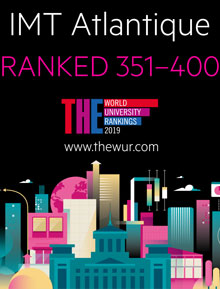 IMT Atlantique
RANKED 351–400
THE WORLD
UNIVERSITY
RANKINGS
2019
www.thewur.com